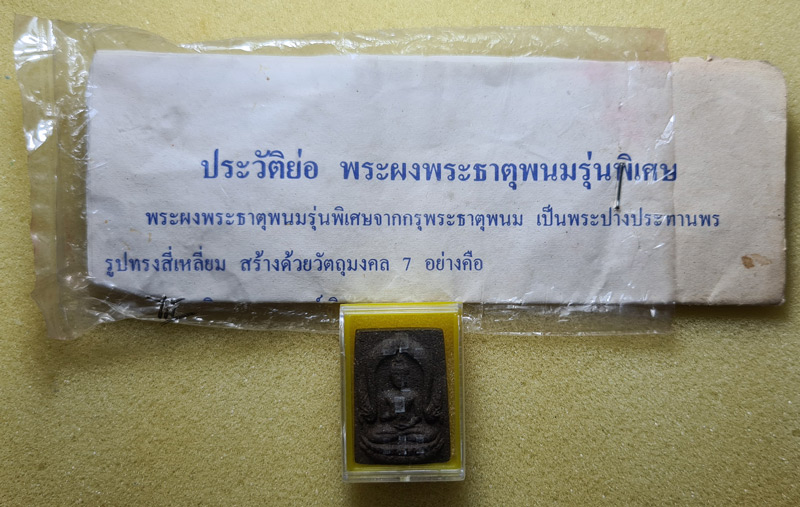 ประวัติย่อ พระผงพระธาตุพนมรุ่นพิเศษ
พระผงพระธาตุพนมรุ่นพิเศษจากกรุพระธาตุพนม เป็นพระปางประทานพร
รูปทรงสี่เหลี่ยม สร้างด้วยวัตถุมงคล 7 อย่างคือ